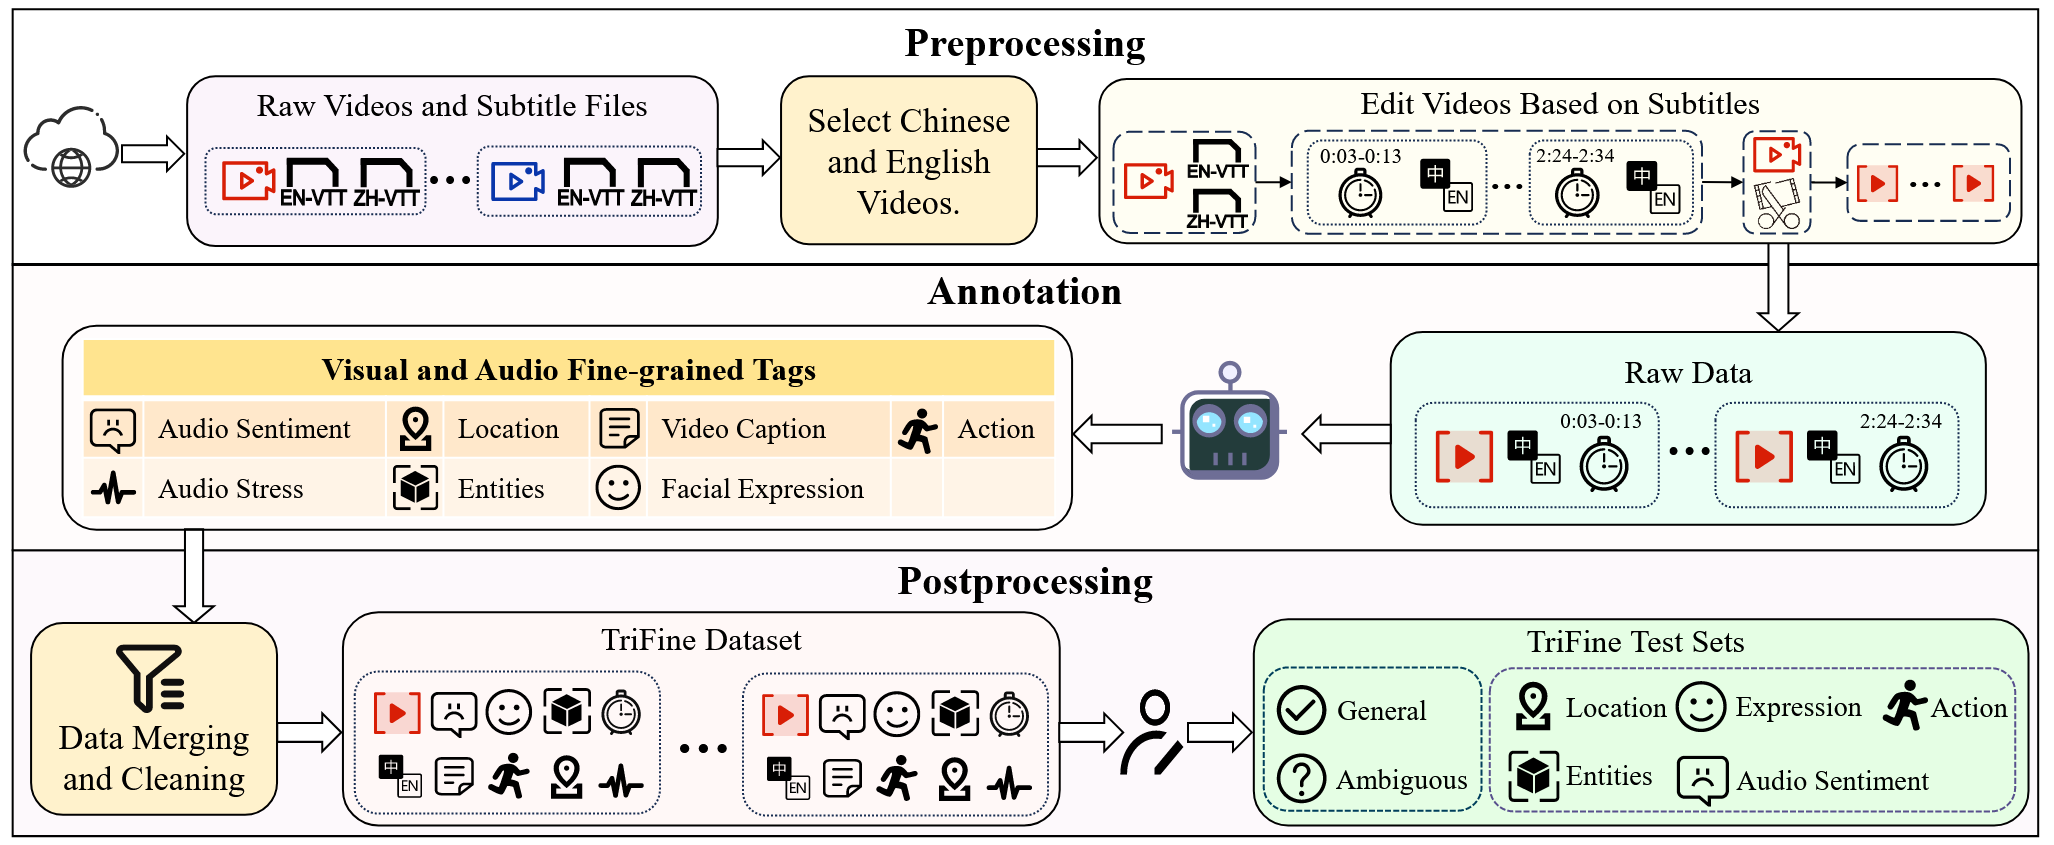 Preprocessing
Raw Videos and Subtitle Files
EN-VTT
ZH-VTT
EN-VTT
ZH-VTT
Select Chinese
and English
Videos.
Edit Videos Based on Subtitles
EN-VTT
ZH-VTT
0:03-0:13
中
EN
2:24-2:34
中
EN
Annotation
Visual and Audio Fine-grained Tags
Audio Sentiment
Location
Video Caption
Action
Audio Stress
Entities
Facial Expression
Raw Data
0:03-0:13
中
EN
2:24-2:34
中
EN
Postprocessing
Data Merging
and Cleaning
TriFine Dataset
中
EN
中
EN
TriFine Test Sets
General
Ambiguous
Location
Expression
Action
Entities
Audio Sentiment